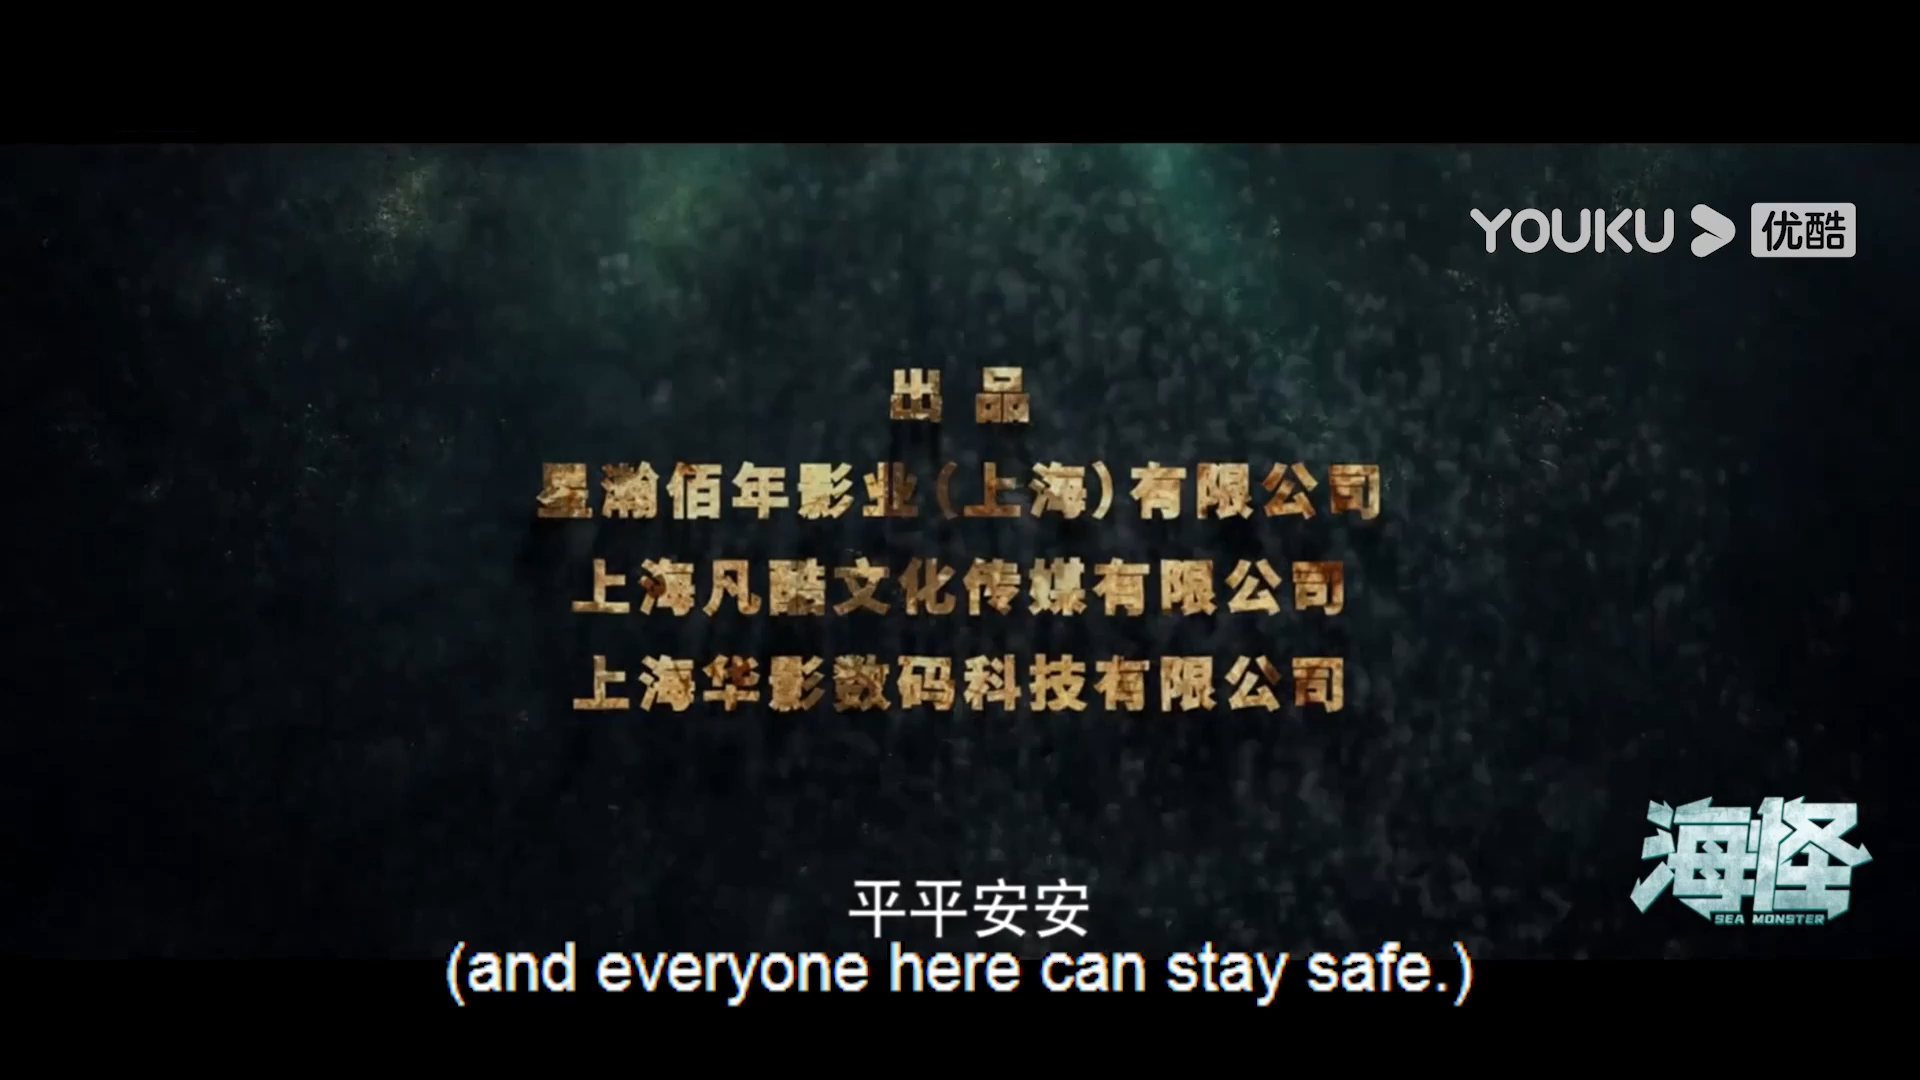 YOUKU 优酷
出品
星瀚佰年影业(上海)有限公司
上海凡酷文化传媒有限公司
上海华影数码科技有限公司
海怪
SEA MONSTER
平平安安
(and everyone here can stay safe.)